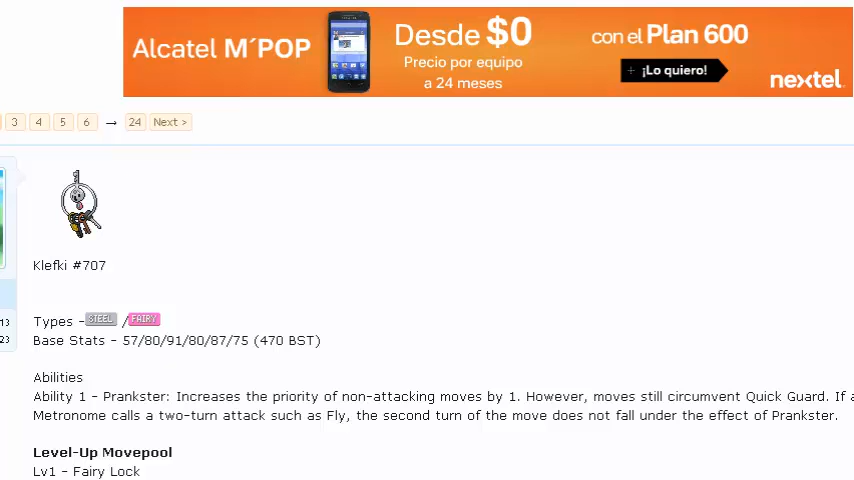 Alcatel M´POP
Desde $0
Precio por equipo
a 24 meses
con el Plan 600
+ ¡Lo quiero!
nextel
3 4 5 6 → 24 Next >
Klefki #707
13
Types - STEEL / FAIRY
23
Base Stats - 57/80/91/80/87/75 (470 BST)
Abilities
Ability 1 - Prankster: Increases the priority of non-attacking moves by 1. However, moves still circumvent Quick Guard. If a
Metronome calls a two-turn attack such as Fly, the second turn of the move does not fall under the effect of Prankster.
Level-Up Movepool
Lv1 - Fairy Lock